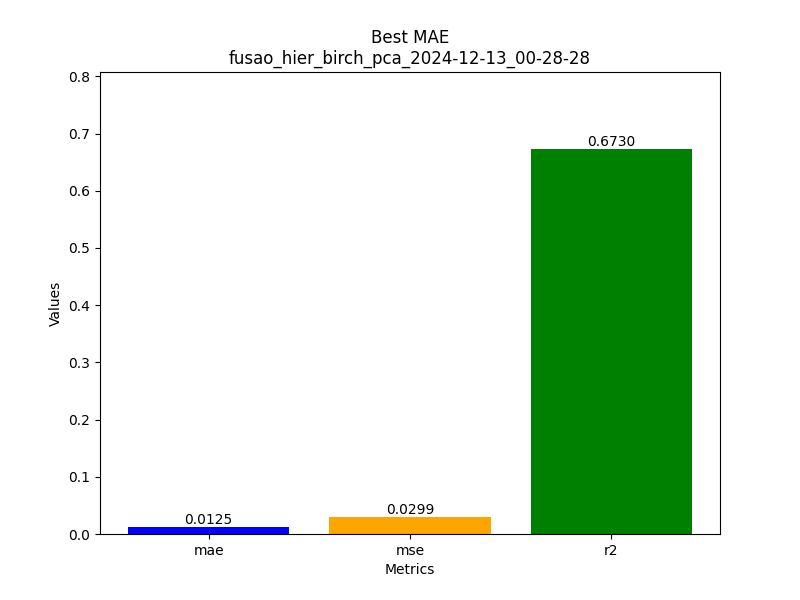 Best MAE
fusao_hier_birch_pca_2024-12-13_00-28-28
0.8
0.7
0.6
0.5
0.4
0.3
0.2
0.1
0.0
Values
0.0125
0.0299
0.6730
mae
mse
r2
Metrics